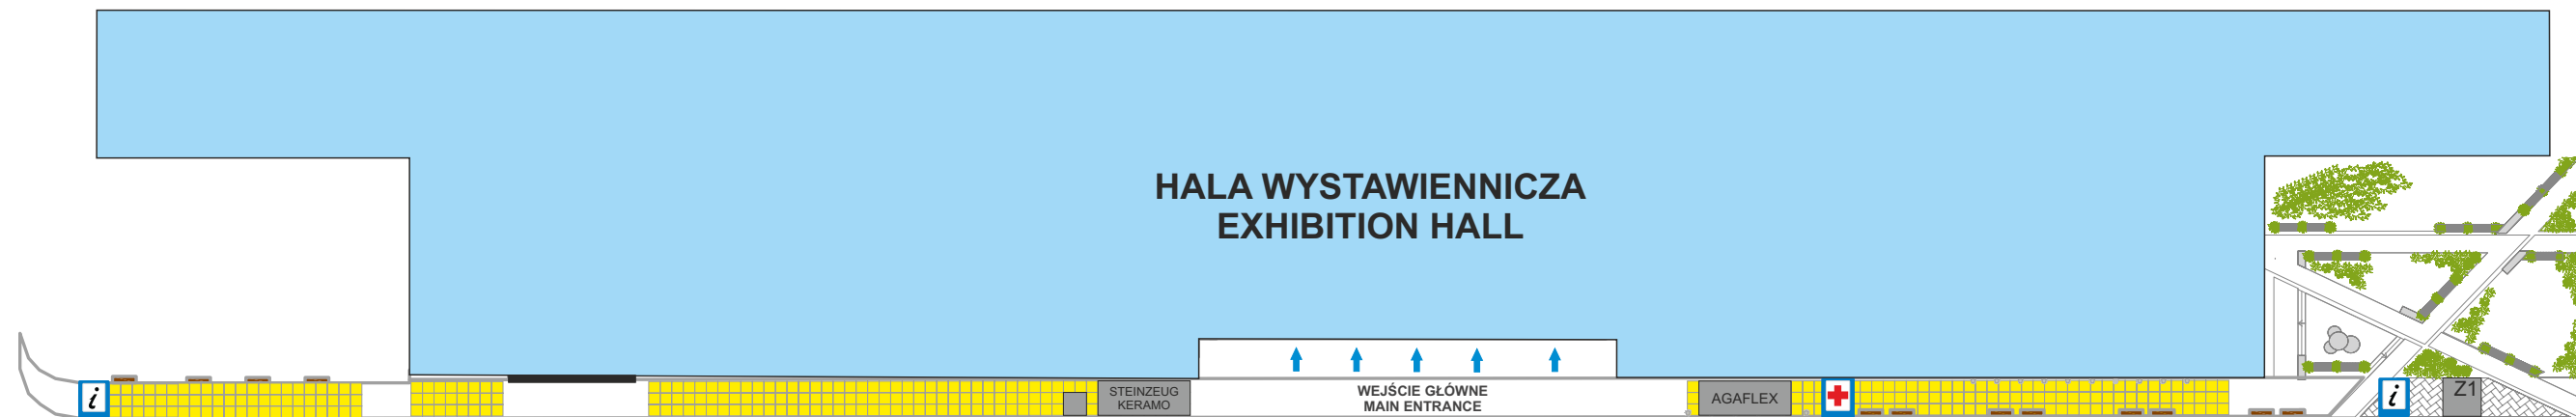 HALA WYSTAWIENNICZA
EXHIBITION HALL
i
STEINZEUG
KERAMO
WEJŚCIE GŁÓWNE
MAIN ENTRANCE
AGAFLEX
i
Z1